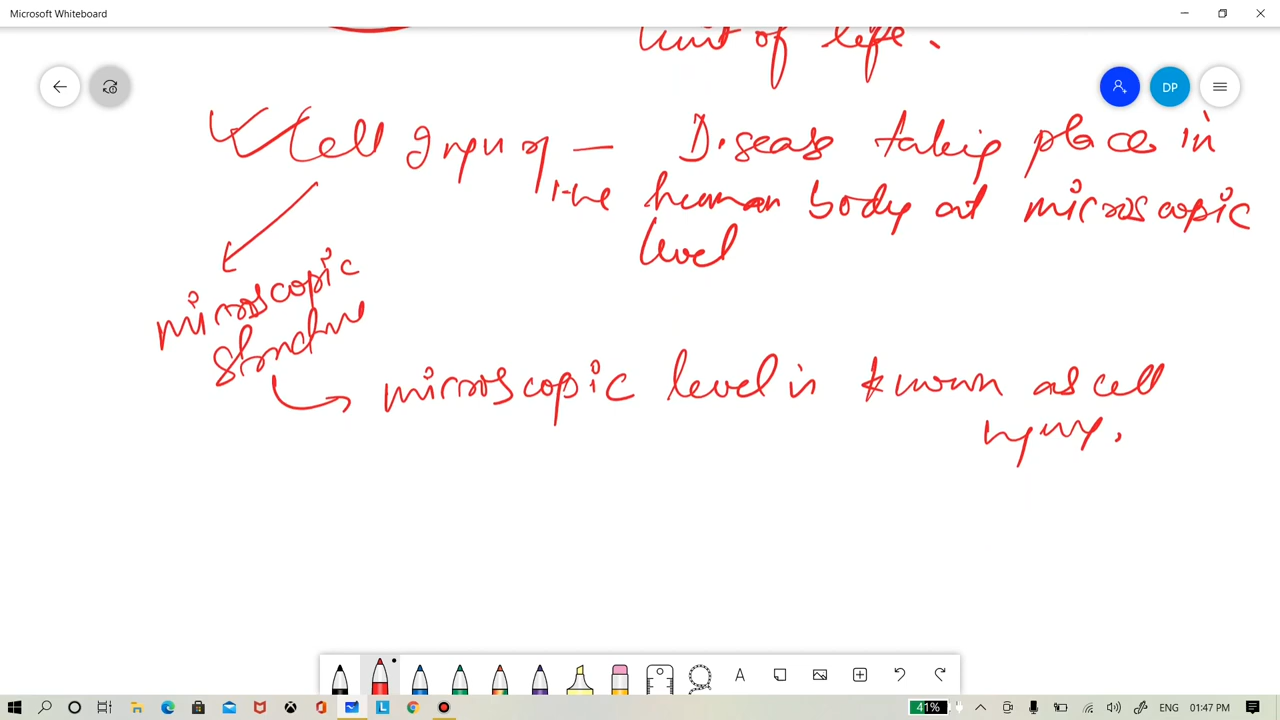 Microsoft Whiteboard
Unit of life.
DP
Cell injury — Disease taking place in
the human body at microscopic
level
microscopic
structure
microscopic level is known as cell
injury.
A
41%
ENG 01:47 PM